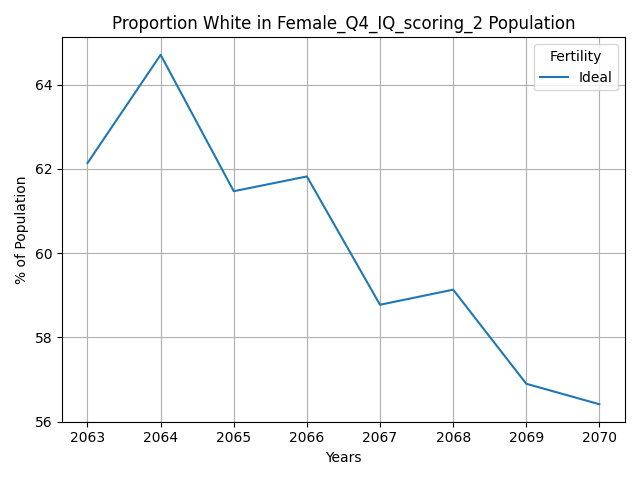 Proportion White in Female_Q4_IQ_scoring_2 Population
Fertility
Ideal
% of Population
64
62
60
58
56
2063 2064 2065 2066 2067 2068 2069 2070
Years